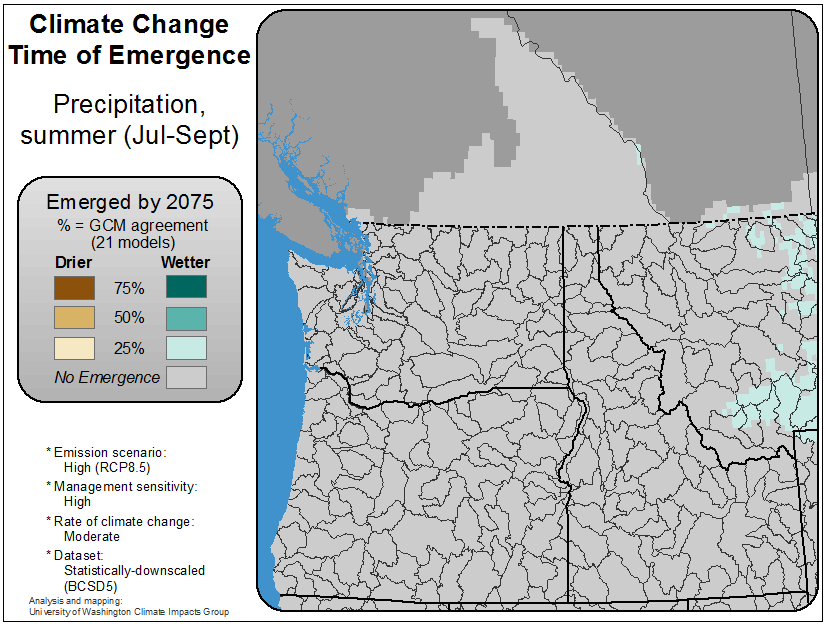 Climate Change
Time of Emergence
Precipitation,
summer (Jul-Sept)
Emerged by 2075
% = GCM agreement
(21 models)
Drier Wetter
75%
50%
25%
No Emergence
* Emission scenario:
High (RCP8.5)
* Management sensitivity:
High
* Rate of climate change:
Moderate
* Dataset:
Statistically-downscaled
(BCSD5)
Analysis and mapping:
University of Washington Climate Impacts Group